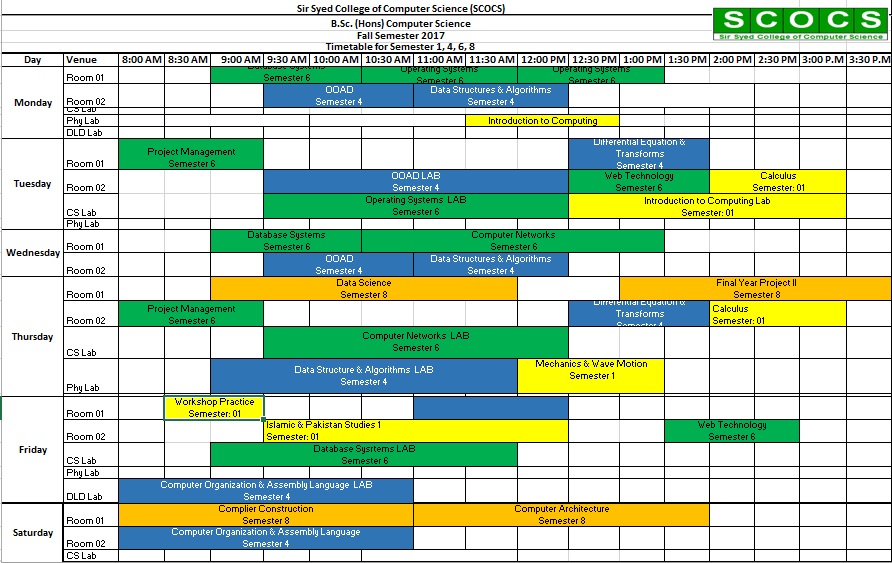 Sir Syed College of Computer Science (SCOCS)
B.Sc. (Hons) Computer Science
Fall Semester 2017
Timetable for Semester 1, 4, 6, 8
SCOCS
Sir Syed College of Computer Science
Day Venue 8:00 AM 8:30 AM 9:00 AM 9:30 AM 10:00 AM 10:30 AM 11:00 AM 11:30 AM 12:00 PM 12:30 PM 1:00 PM 1:30 PM 2:00 PM 2:30 PM 3:00 P.M 3:30 P.M
Monday
Room 01
Database Systems
Semester 6
Operating Systems
Semester 6
Operating Systems
Semester 6
Room 02
OOAD
Semester 4
Data Structures & Algorithms
Semester 4
CS Lab
Phy Lab
Introduction to Computing
DLD Lab
Tuesday
Room 01
Project Management
Semester 6
Differential Equation &
Transforms
Semester 4
Room 02
OOAD LAB
Semester 4
Web Technology
Semester 6
Calculus
Semester: 01
CS Lab
Operating Systems LAB
Semester 6
Introduction to Computing Lab
Semester: 01
Phy Lab
Wednesday
Room 01
Database Systems
Semester 6
Computer Networks
Semester 6
Room 02
OOAD
Semester 4
Data Structures & Algorithms
Semester 4
Thursday
Room 01
Data Science
Semester 8
Final Year Project II
Semester 8
Room 02
Project Management
Semester 6
Differential Equation &
Transforms
Semester 4
Calculus
Semester: 01
CS Lab
Computer Networks LAB
Semester 6
Phy Lab
Data Structure & Algorithms LAB
Semester 4
Mechanics & Wave Motion
Semester 1
Friday
Room 01
Workshop Practice
Semester: 01
Room 02
Islamic & Pakistan Studies 1
Semester: 01
Web Technology
Semester 6
CS Lab
Database Sysrtems LAB
Semester 6
Phy Lab
DLD Lab
Computer Organization & Assembly Language LAB
Semester 4
Saturday
Room 01
Complier Construction
Semester 8
Computer Architecture
Semester 8
Room 02
Computer Organization & Assembly Language
Semester 4
CS Lab